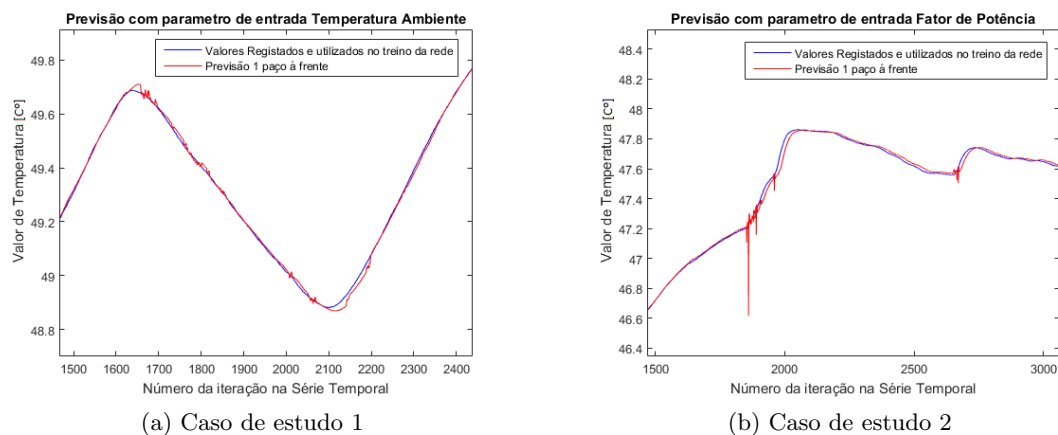 Previsão com parametro de entrada Temperatura Ambiente
Valores Registados e utilizados no treino da rede
Previsão 1 paço á frente
Valor de Temperatura [Cº]
49.8
49.6
49.4
49.2
49
48.8
1500 1600 1700 1800 1900 2000 2100 2200 2300 2400
Número da iteração na Série Temporal
(a) Caso de estudo 1
Previsão com parametro de entrada Fator de Potência
Valores Registados e utilizados no treino da rede
Previsão 1 paço á frente
Valor de Temperatura [Cº]
48.4
48.2
48
47.8
47.6
47.4
47.2
47
46.8
46.6
46.4
1500 2000 2500 3000
Número da iteração na Série Temporal
(b) Caso de estudo 2